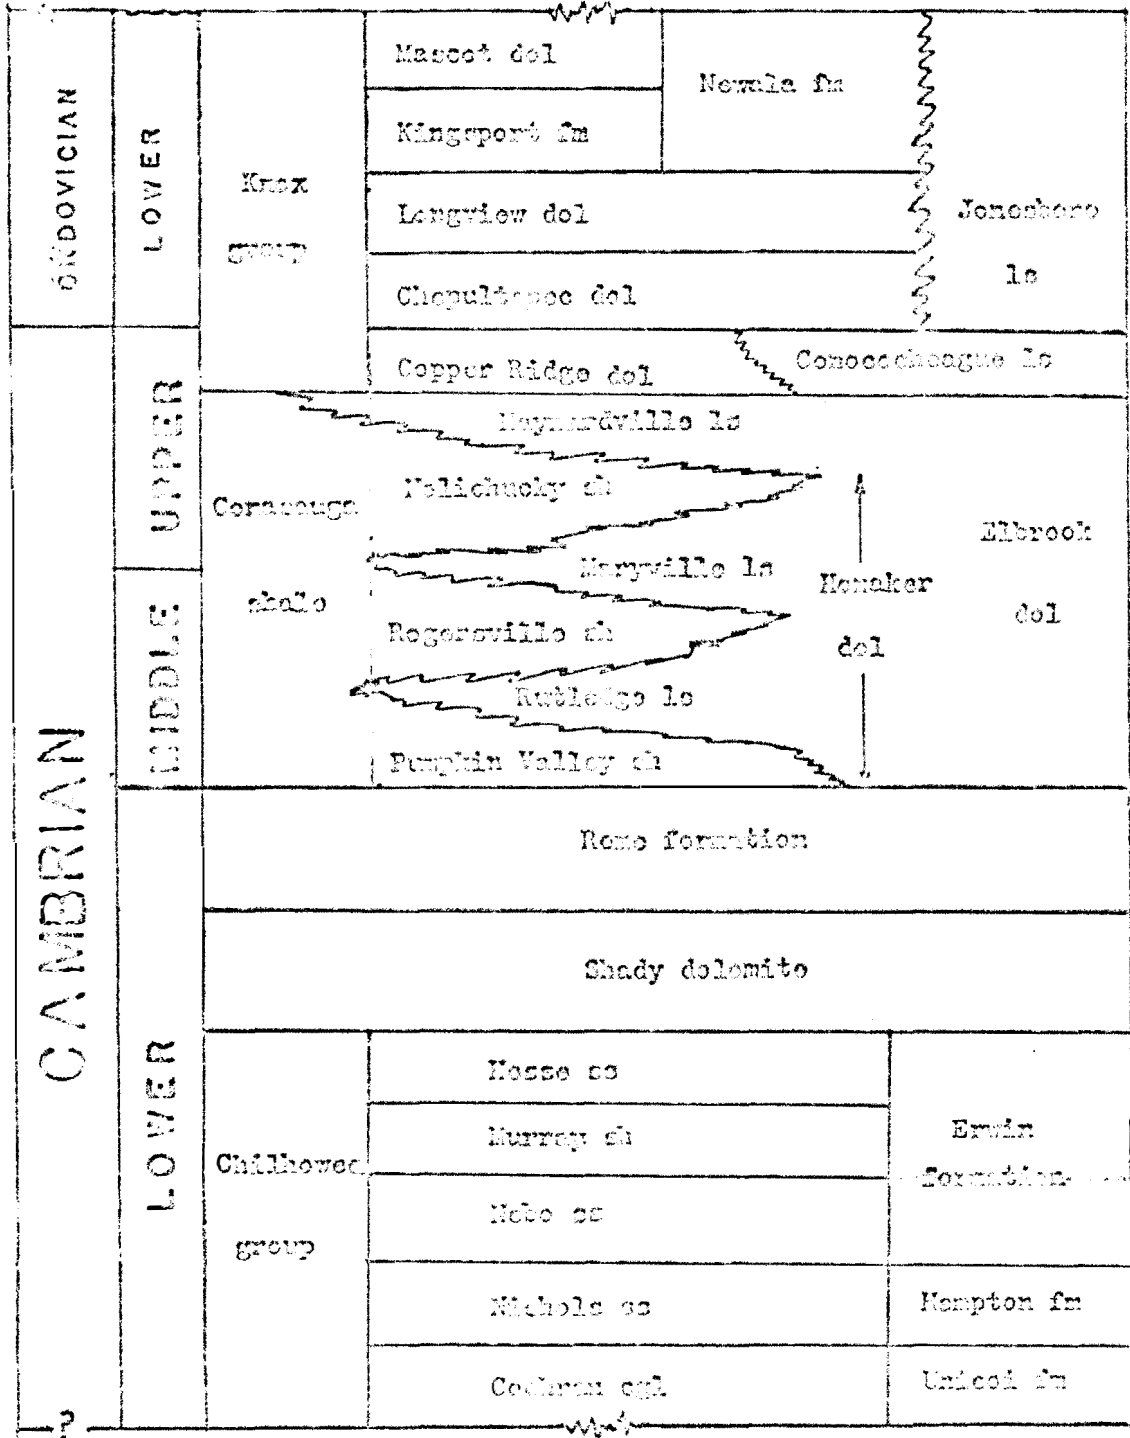 ORDOVICIAN
LOWER
Knox
group
Mascot dol
Kingsport fm
Newala fm
Longview dol
Chepultepec dol
Jonesboro
ls
CAMBRIAN
UPPER
Copper Ridge dol
Conococheague ls
Conasauga
shale
Maynardville ls
Nolichucky sh
Maryville ls
Honaker
dol
Elbrook
dol
MIDDLE
Rogersville sh
Rutledge ls
Pumpkin Valley sh
LOWER
Rome formation
Shady dolomite
Chilhowee
group
Hesse ss
Murray sh
Nebo ss
Nichols ss
Cochran cgl
Erwin
formation
Hampton fm
Unicoi fm
?